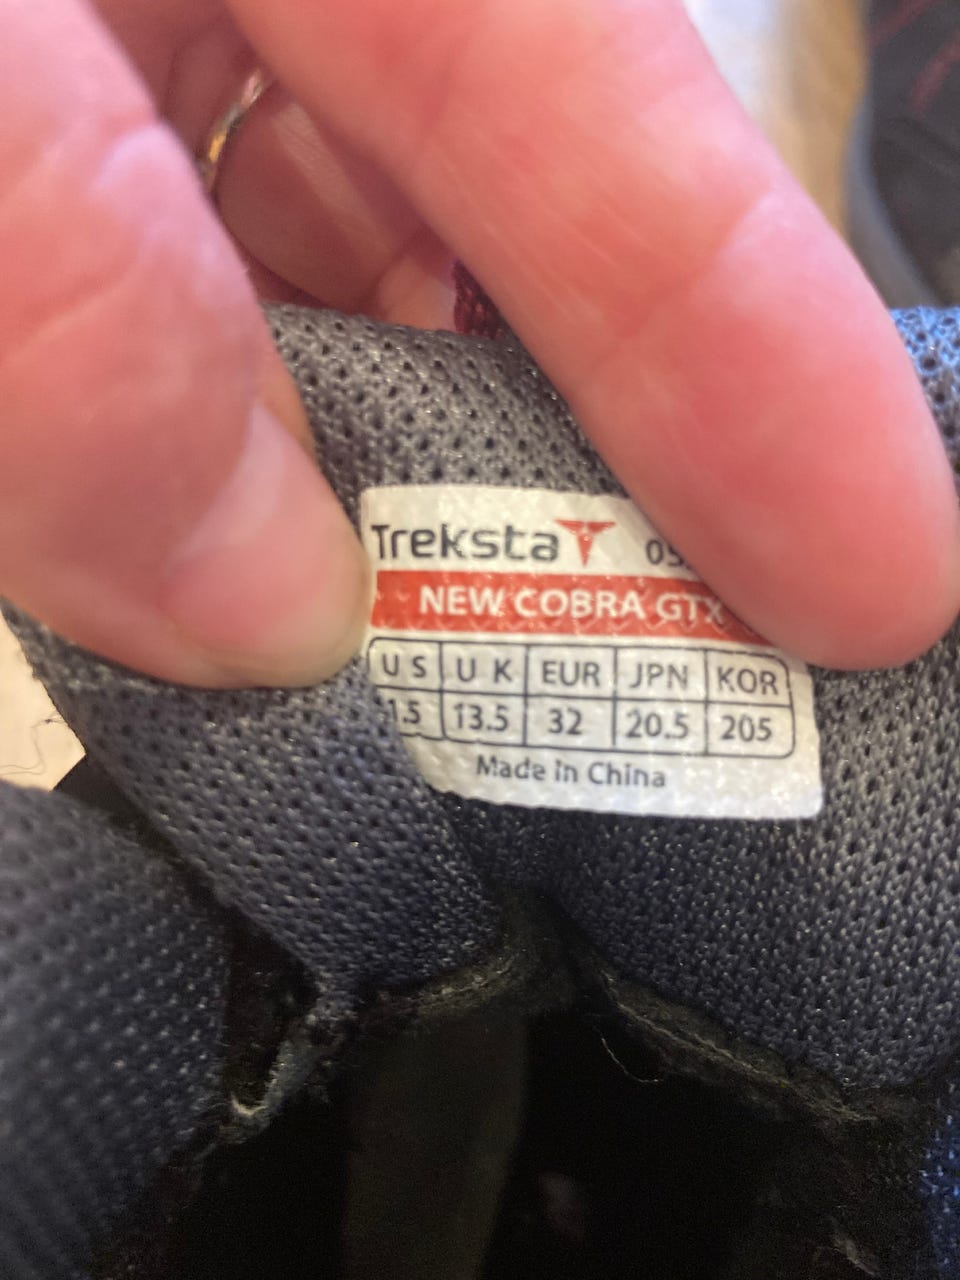 Treksta
NEW COBRA GTX
US UK EUR JPN KOR
1.5 13.5 32 20.5 205
Made in China